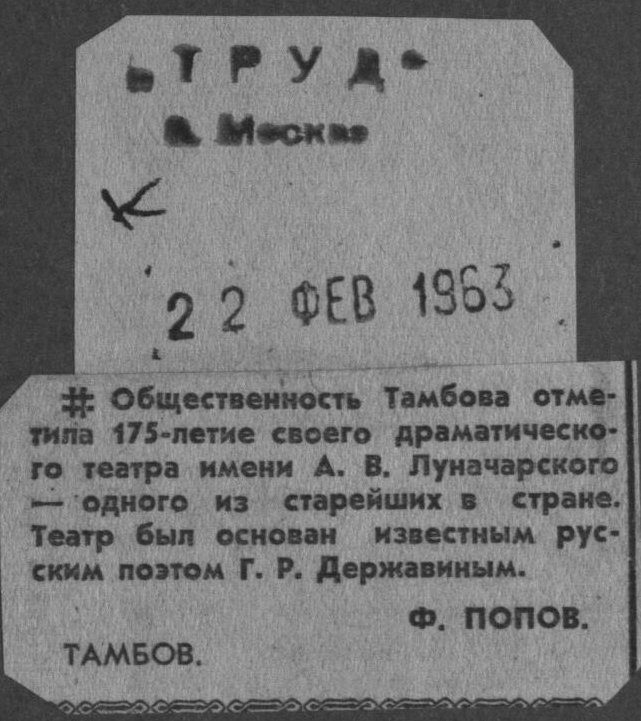 „ТРУД"
г. Москва
22 ФЕВ 1963
# Общественность Тамбова отме-
тила 175-летие своего драматическо-
го театра имени А. В. Луначарского
— одного из старейших в стране.
Театр был основан известным рус-
ским поэтом Г. Р. Державиным.
Ф. ПОПОВ.
ТАМБОВ.